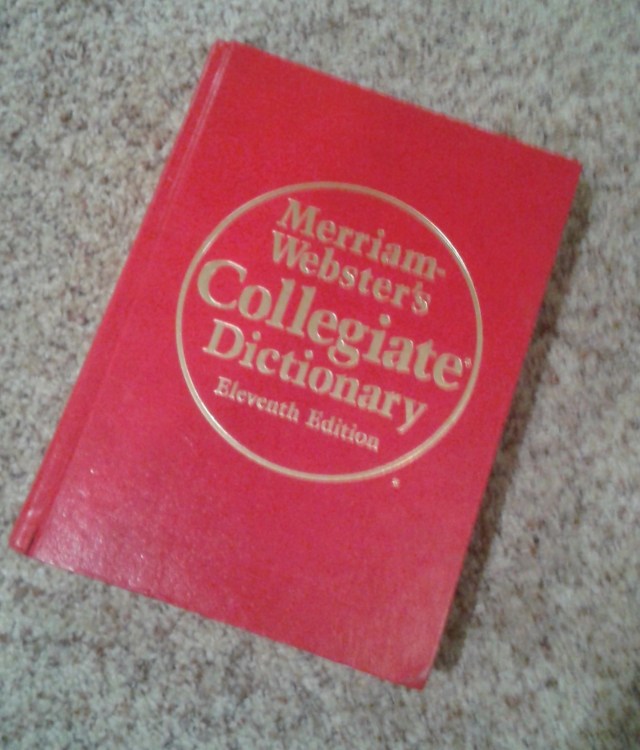 Merriam-
Webster's
Collegiate®
Dictionary
Eleventh Edition